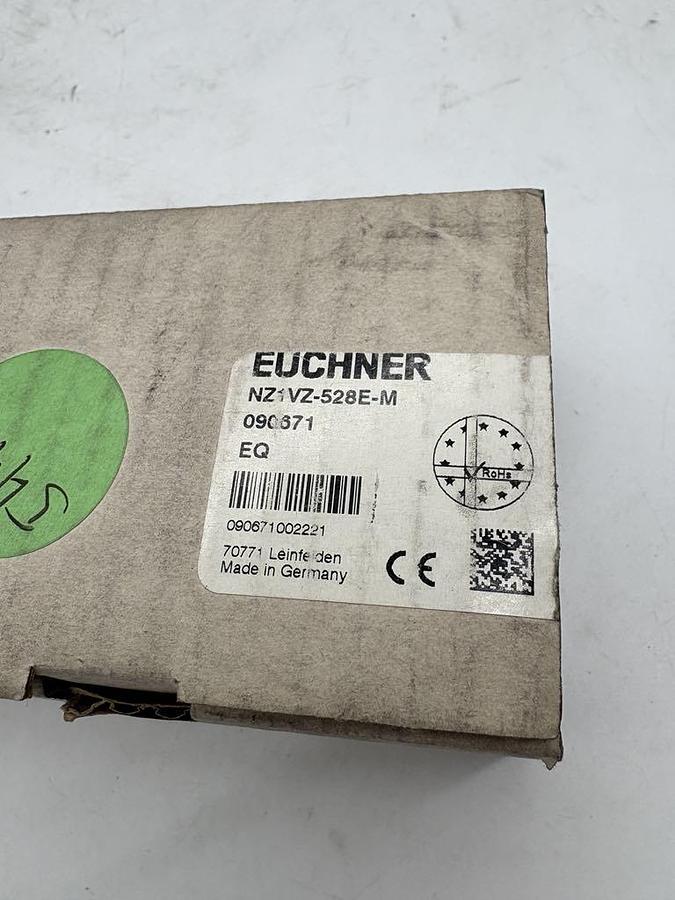 EUCHNER
NZ1VZ-528E-M
090671
EQ
RoHs
090671002221
70771 Leinfelden
Made in Germany
CE